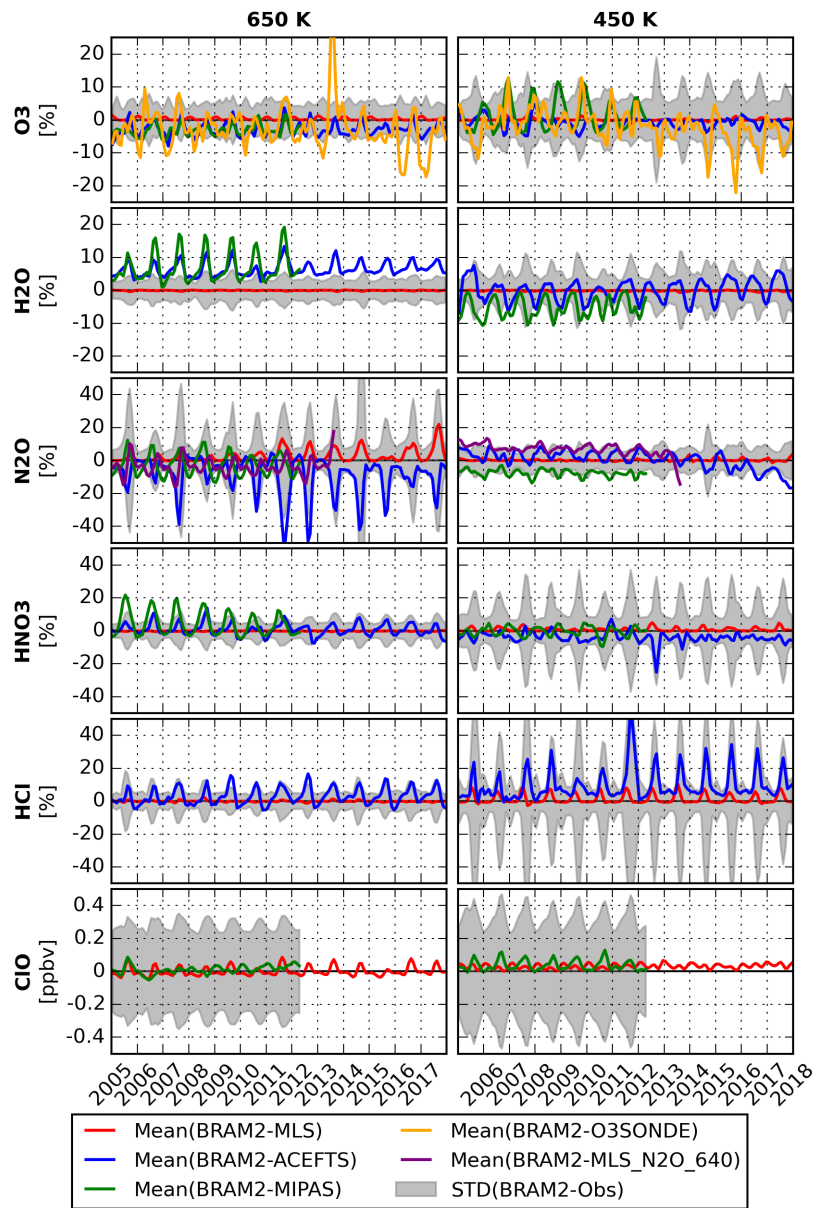 650 K
450 K
O3
[%]
20
10
0
-10
-20
H2O
[%]
20
10
0
-10
-20
N2O
[%]
40
20
0
-20
-40
HNO3
[%]
40
20
0
-20
-40
HCl
[%]
40
20
0
-20
-40
ClO
[ppbv]
0.4
0.2
0
-0.2
-0.4
2005 2006 2007 2008 2009 2010 2011 2012 2013 2014 2015 2016 2017
2006 2007 2008 2009 2010 2011 2012 2013 2014 2015 2016 2017 2018
Mean(BRAM2-MLS)
Mean(BRAM2-ACEFTS)
Mean(BRAM2-MIPAS)
Mean(BRAM2-O3SONDE)
Mean(BRAM2-MLS_N2O_640)
STD(BRAM2-Obs)